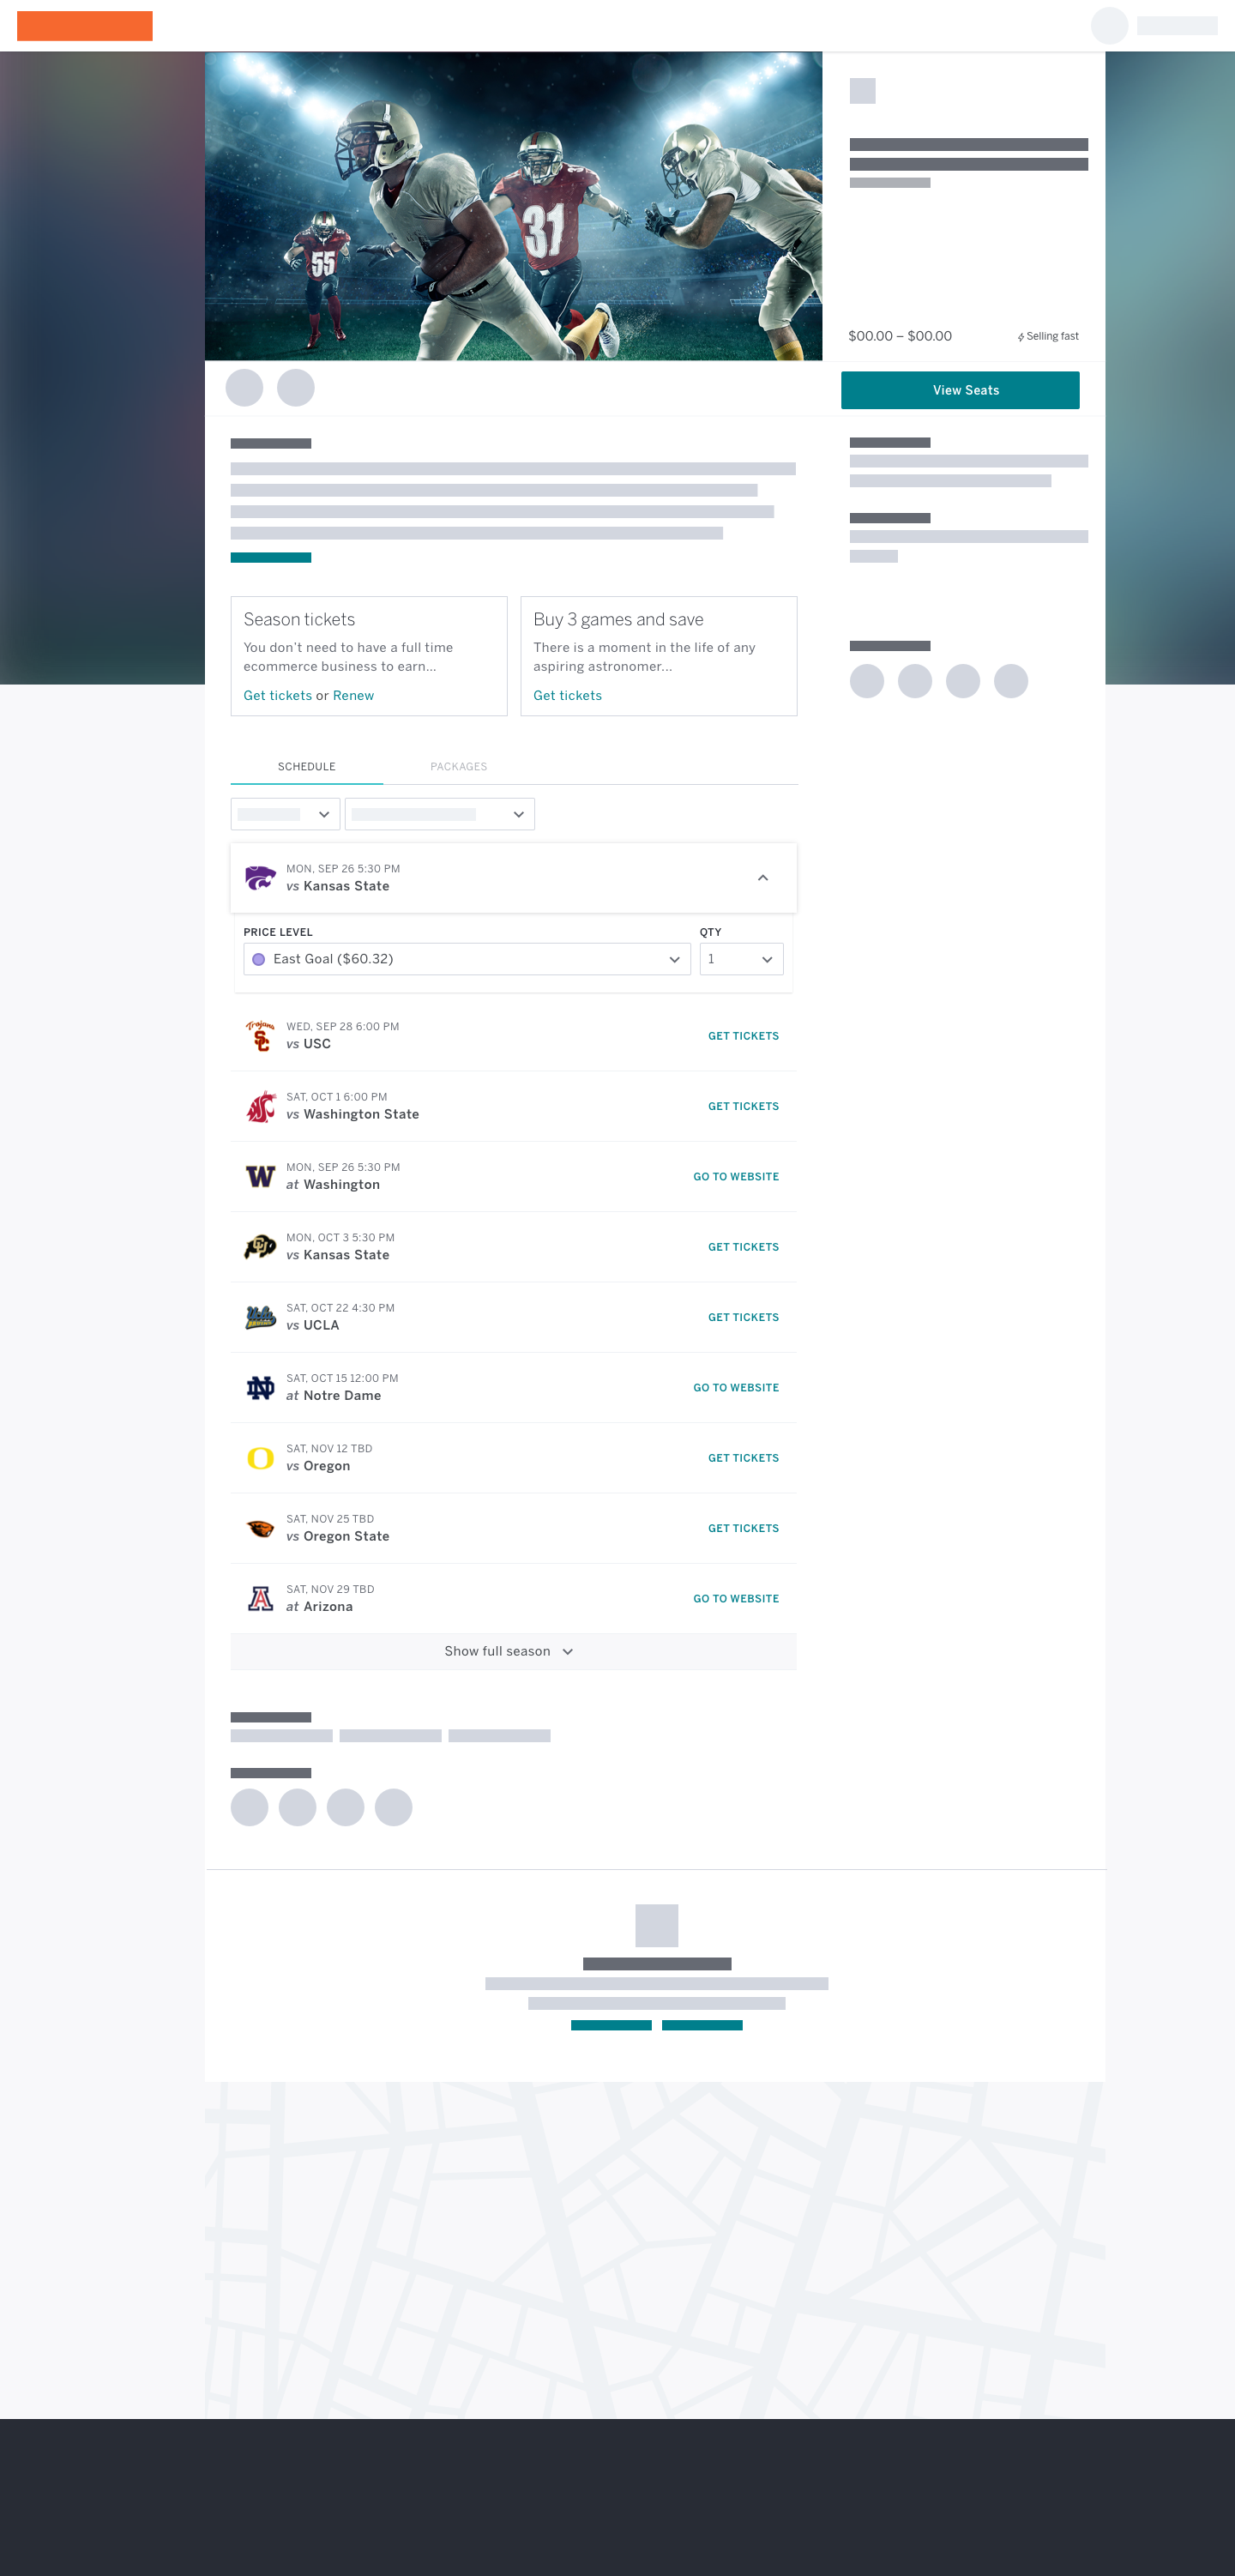 55
31
$00.00 – $00.00
Selling fast
View Seats
Season tickets
You don't need to have a full time
ecommerce business to earn...
Get tickets or Renew
Buy 3 games and save
There is a moment in the life of any
aspiring astronomer...
Get tickets
SCHEDULE
PACKAGES
MON, SEP 26 5:30 PM
vs Kansas State
PRICE LEVEL
QTY
East Goal ($60.32)
1
Trojans
SC
WED, SEP 28 6:00 PM
vs USC
GET TICKETS
SAT, OCT 1 6:00 PM
vs Washington State
GET TICKETS
W
MON, SEP 26 5:30 PM
at Washington
GO TO WEBSITE
CU
MON, OCT 3 5:30 PM
vs Kansas State
GET TICKETS
Ucla
SAT, OCT 22 4:30 PM
vs UCLA
GET TICKETS
ND
SAT, OCT 15 12:00 PM
at Notre Dame
GO TO WEBSITE
O
SAT, NOV 12 TBD
vs Oregon
GET TICKETS
SAT, NOV 25 TBD
vs Oregon State
GET TICKETS
A
SAT, NOV 29 TBD
at Arizona
GO TO WEBSITE
Show full season